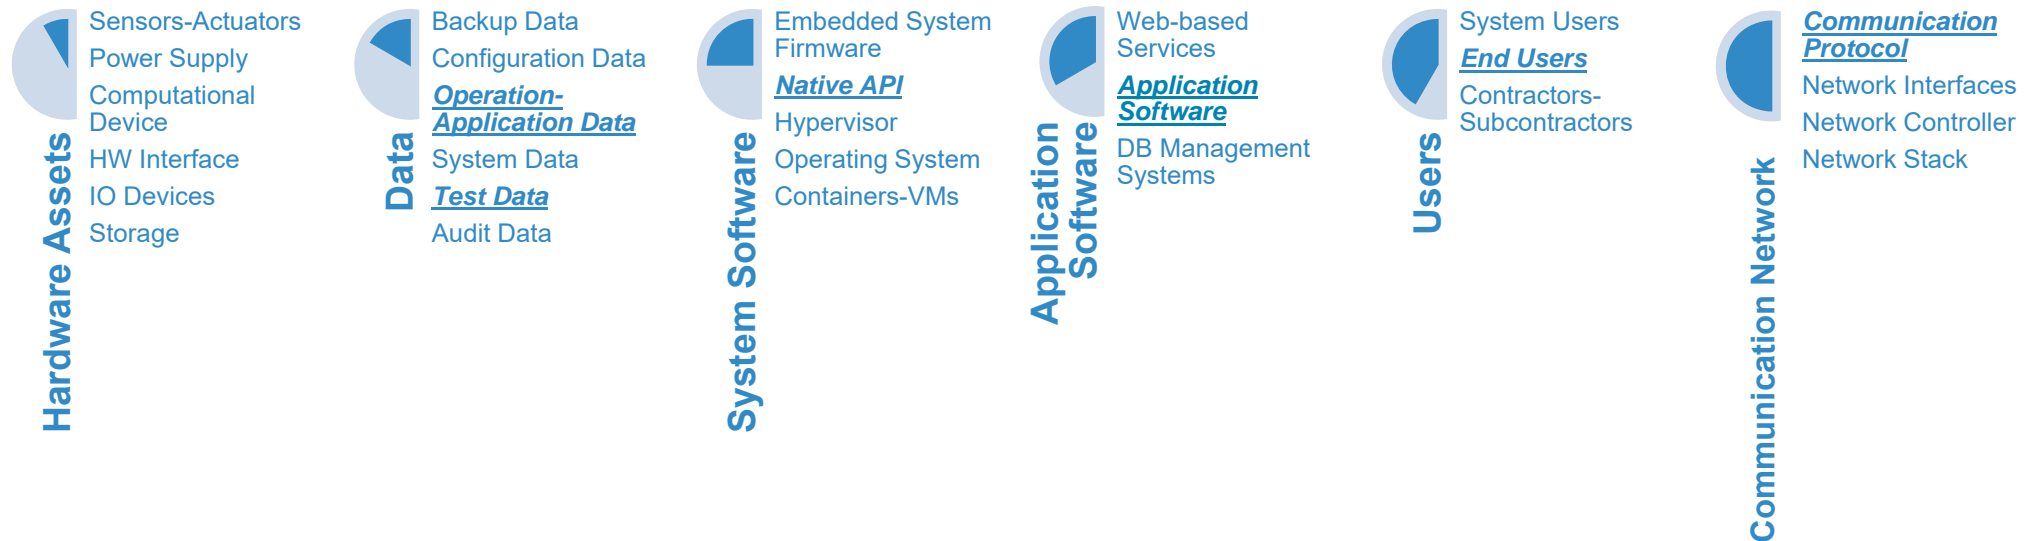 Hardware Assets
Sensors-Actuators
Power Supply
Computational
Device
HW Interface
IO Devices
Storage
Data
Backup Data
Configuration Data
Operation-
Application Data
System Data
Test Data
Audit Data
System Software
Embedded System
Firmware
Native API
Hypervisor
Operating System
Containers-VMs
Application
Software
Web-based
Services
Application
Software
DB Management
Systems
Users
System Users
End Users
Contractors-
Subcontractors
Communication Network
Communication
Protocol
Network Interfaces
Network Controller
Network Stack